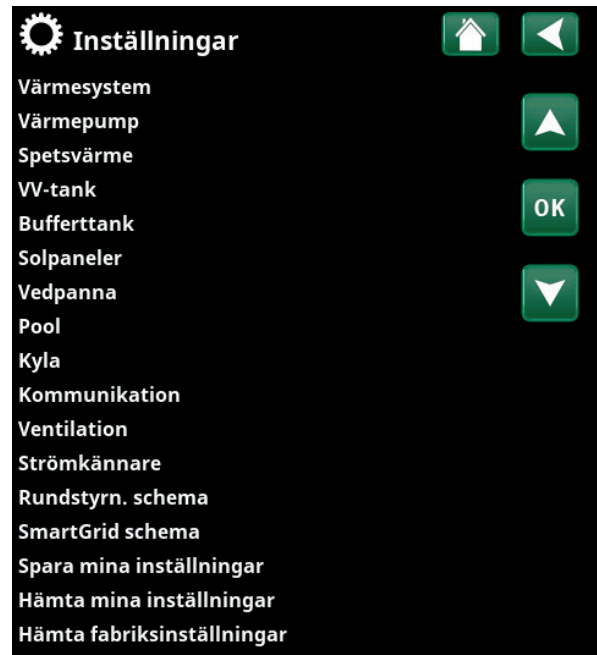 Inställningar
Värmesystem
Värmepump
Spetsvärme
VV-tank
OK
Bufferttank
Solpaneler
Vedpanna
Pool
Kyla
Kommunikation
Ventilation
Strömkännare
Rundstyrn. schema
SmartGrid schema
Spara mina inställningar
Hämta mina inställningar
Hämta fabriksinställningar